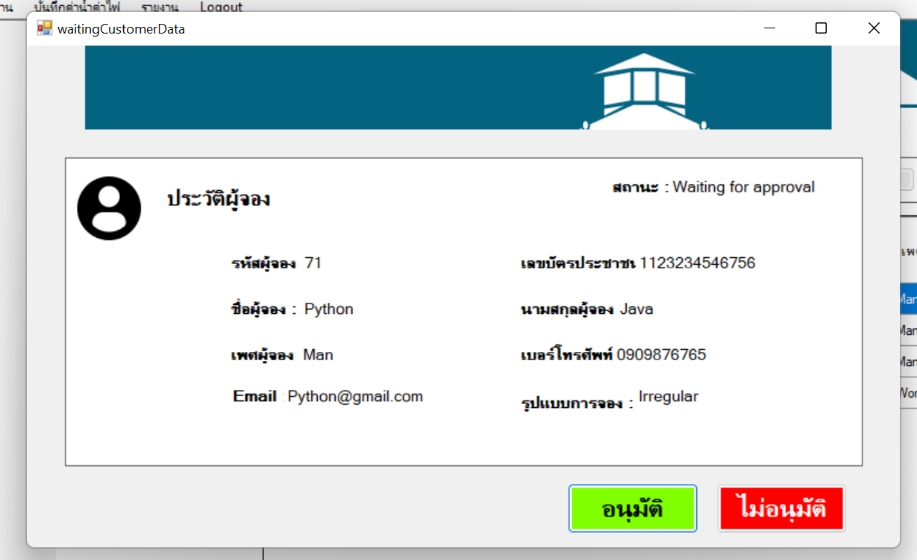 บันทึกค่าน้ำค่าไฟ รายงาน Logout
waitingCustomerData
ประวัติผู้จอง
สถานะ : Waiting for approval
รหัสผู้จอง 71
เลขบัตรประชาชน 1123234546756
ชื่อผู้จอง : Python
นามสกุลผู้จอง Java
เพศผู้จอง Man
เบอร์โทรศัพท์ 0909876765
Email Python@gmail.com
รูปแบบการจอง : Irregular
อนุมัติ
ไม่อนุมัติ